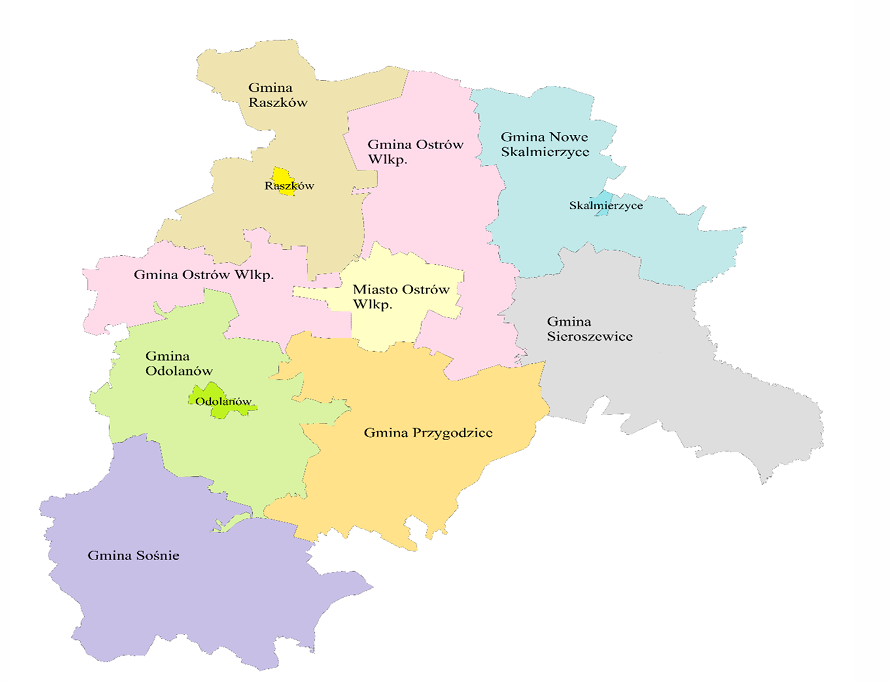 Gmina
Raszków
Gmina Ostrów
Wlkp.
Gmina Nowe
Skalmierzyce
Raszków
Skalmierzyce
Gmina Ostrów Wlkp.
Miasto Ostrów
Wlkp.
Gmina
Sieroszewice
Gmina
Odolanów
Odolanów
Gmina Przygodzice
Gmina Sośnie